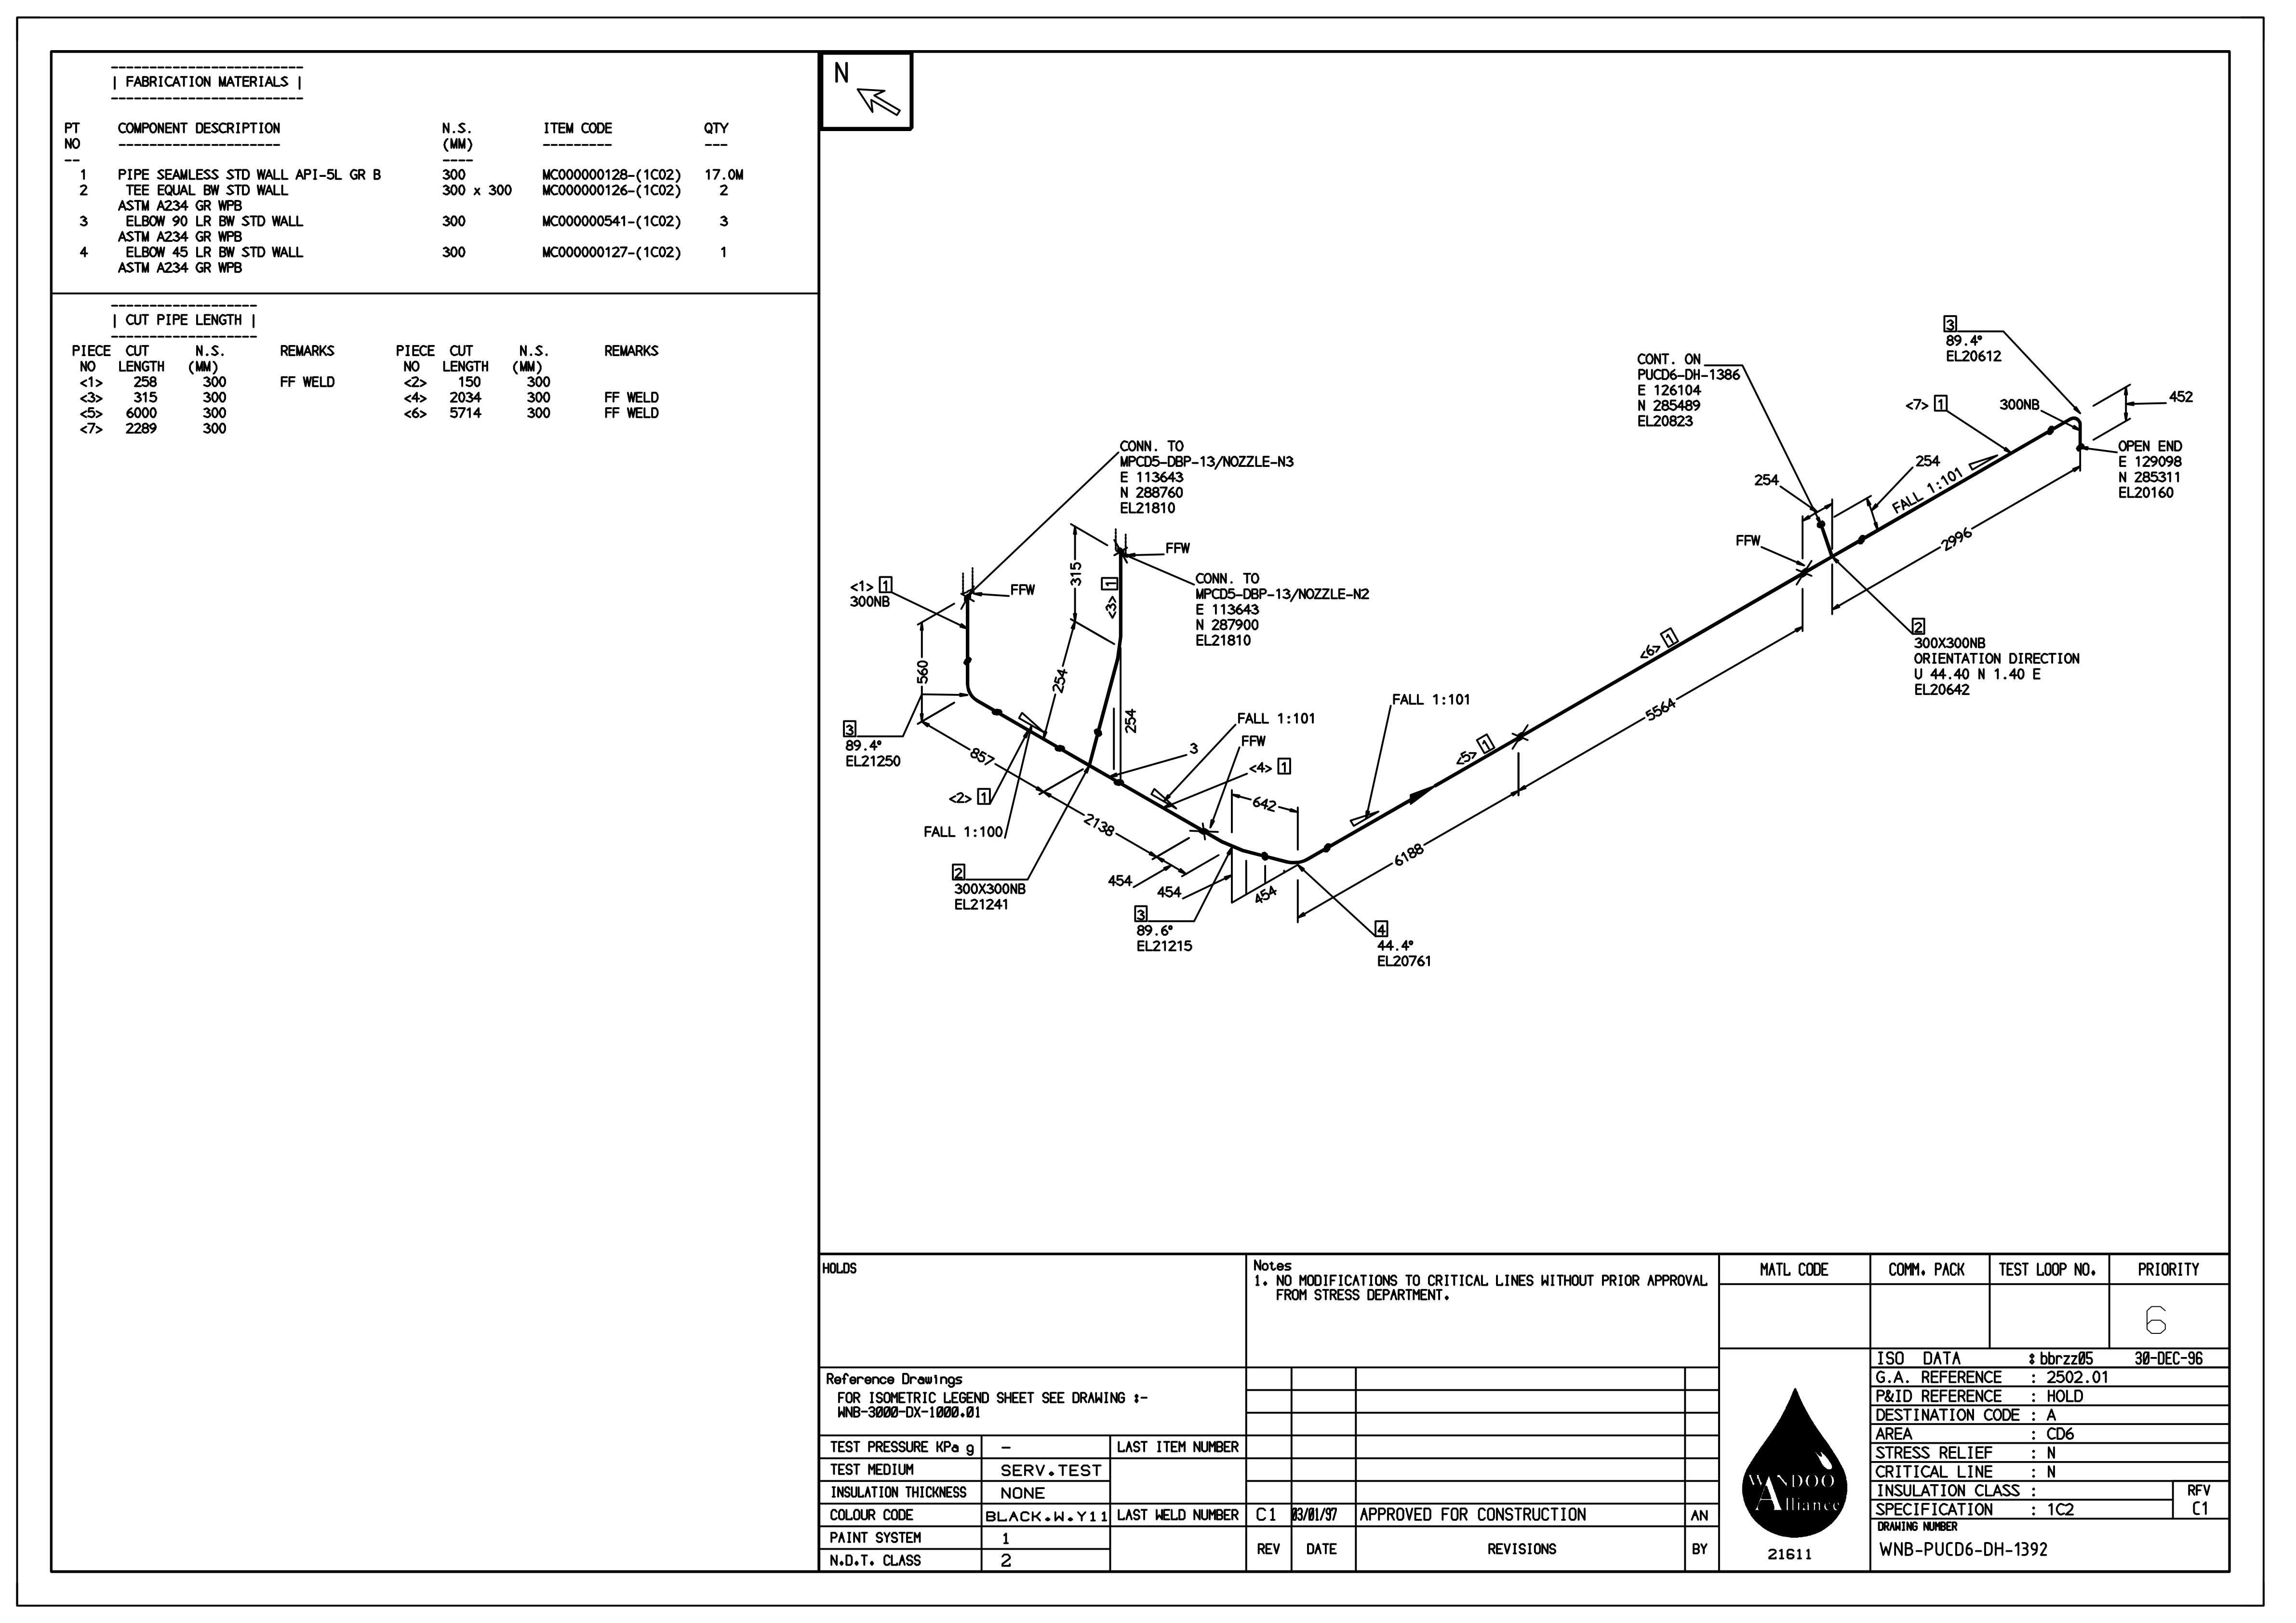 | FABRICATION MATERIALS |
PT NO COMPONENT DESCRIPTION N.S. (MM) ITEM CODE QTY
1 PIPE SEAMLESS STD WALL API-5L GR B 300 MC000000128-(1C02) 17.0M
2 TEE EQUAL BW STD WALL 300 x 300 MC000000126-(1C02) 2
ASTM A234 GR WPB
3 ELBOW 90 LR BW STD WALL 300 MC000000541-(1C02) 3
ASTM A234 GR WPB
4 ELBOW 45 LR BW STD WALL 300 MC000000127-(1C02) 1
ASTM A234 GR WPB
| CUT PIPE LENGTH |
PIECE CUT N.S. REMARKS PIECE CUT N.S. REMARKS
NO LENGTH (MM) NO LENGTH (MM)
<1> 258 300 FF WELD <2> 150 300
<3> 315 300 <4> 2034 300 FF WELD
<5> 6000 300 <6> 5714 300 FF WELD
<7> 2289 300
N
3
89.4°
EL20612
CONT. ON
PUCD6-DH-1386
E 126104
N 285489
EL20823
<7> 1
300NB
452
OPEN END
E 129098
N 285311
EL20160
254
254
FALL 1:101
2996
FFW
CONN. TO
MPCD5-DBP-13/NOZZLE-N3
E 113643
N 288760
EL21810
FFW
315
<3> 1
CONN. TO
MPCD5-DBP-13/NOZZLE-N2
E 113643
N 287900
EL21810
<1> 1
300NB
FFW
560
254
254
2
300X300NB
ORIENTATION DIRECTION
U 44.40 N 1.40 E
EL20642
<6> 1
5564
FALL 1:101
FALL 1:101
FFW
3
<4> 1
3
89.4°
EL21250
857
<2> 1
FALL 1:100
2138
642
<5> 1
6188
2
300X300NB
EL21241
454
454
454
3
89.6°
EL21215
4
44.4°
EL20761
HOLDS
Notes
1. NO MODIFICATIONS TO CRITICAL LINES WITHOUT PRIOR APPROVAL
FROM STRESS DEPARTMENT.
MATL CODE COMM. PACK TEST LOOP NO. PRIORITY
6
Reference Drawings
FOR ISOMETRIC LEGEND SHEET SEE DRAWING :-
WNB-3000-DX-1000.01
TEST PRESSURE KPa g - LAST ITEM NUMBER
TEST MEDIUM SERV.TEST
INSULATION THICKNESS NONE
COLOUR CODE BLACK.W.Y11 LAST WELD NUMBER
PAINT SYSTEM 1
N.D.T. CLASS 2
C1 03/01/97 APPROVED FOR CONSTRUCTION AN
REV DATE REVISIONS BY
WANDOO
Alliance
21611
ISO DATA : bbrzz05 30-DEC-96
G.A. REFERENCE : 2502.01
P&ID REFERENCE : HOLD
DESTINATION CODE : A
AREA : CD6
STRESS RELIEF : N
CRITICAL LINE : N
INSULATION CLASS : RFV
SPECIFICATION : 1C2 C1
DRAWING NUMBER
WNB-PUCD6-DH-1392